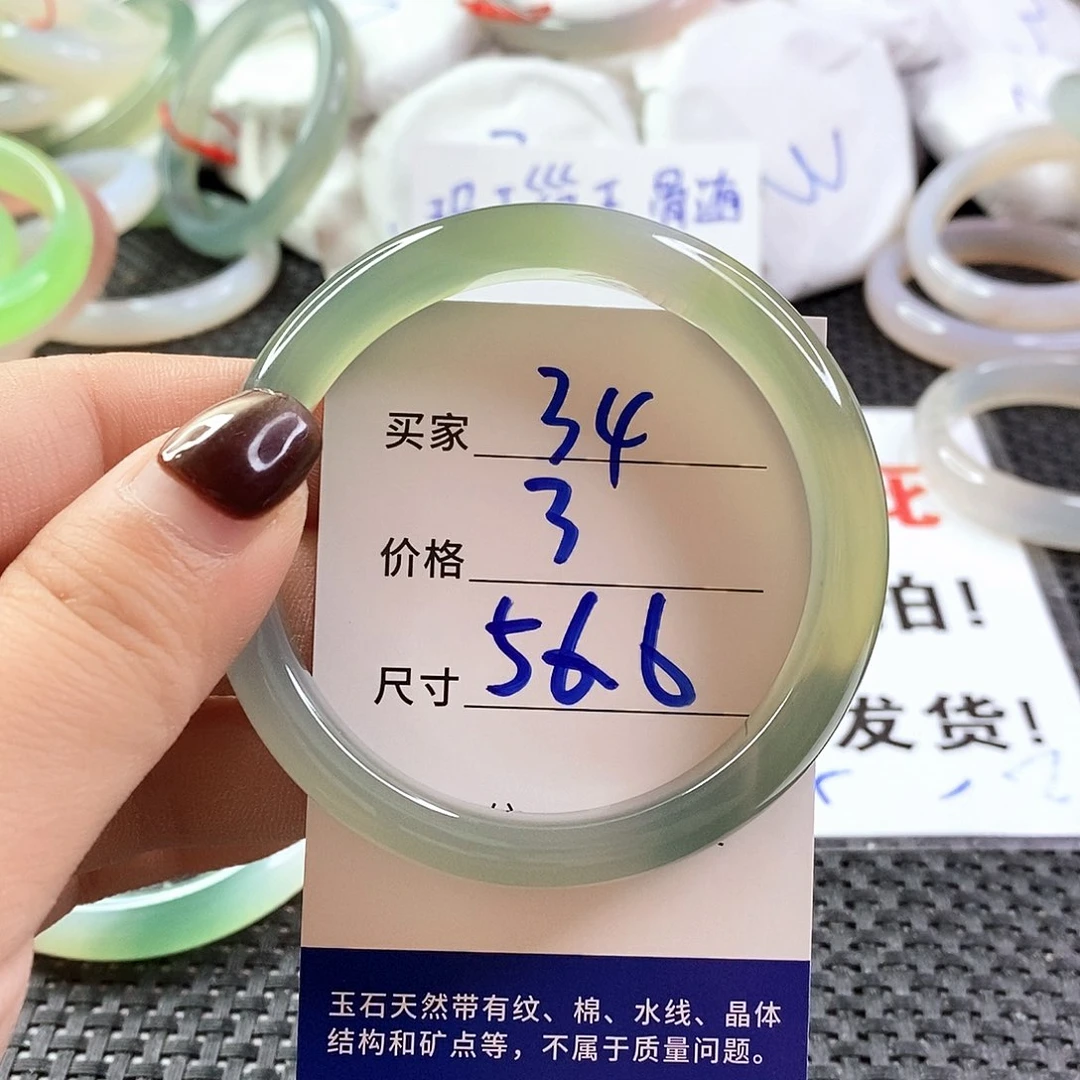 买家 34
价格 3
尺寸 566
玉石天然带有纹、棉、水线、晶体
结构和矿点等，不属于质量问题。
拍！
发货！